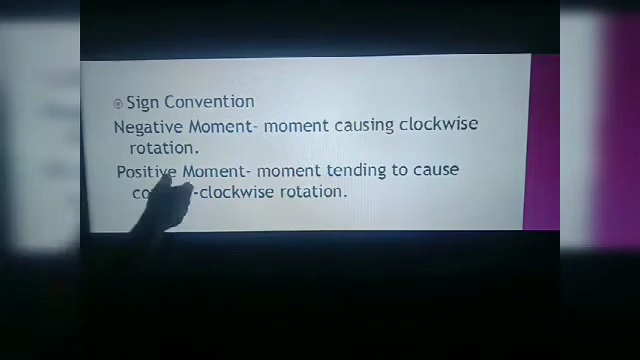 Sign Convention
Negative Moment- moment causing clockwise
rotation.
Positive Moment- moment tending to cause
-clockwise rotation.